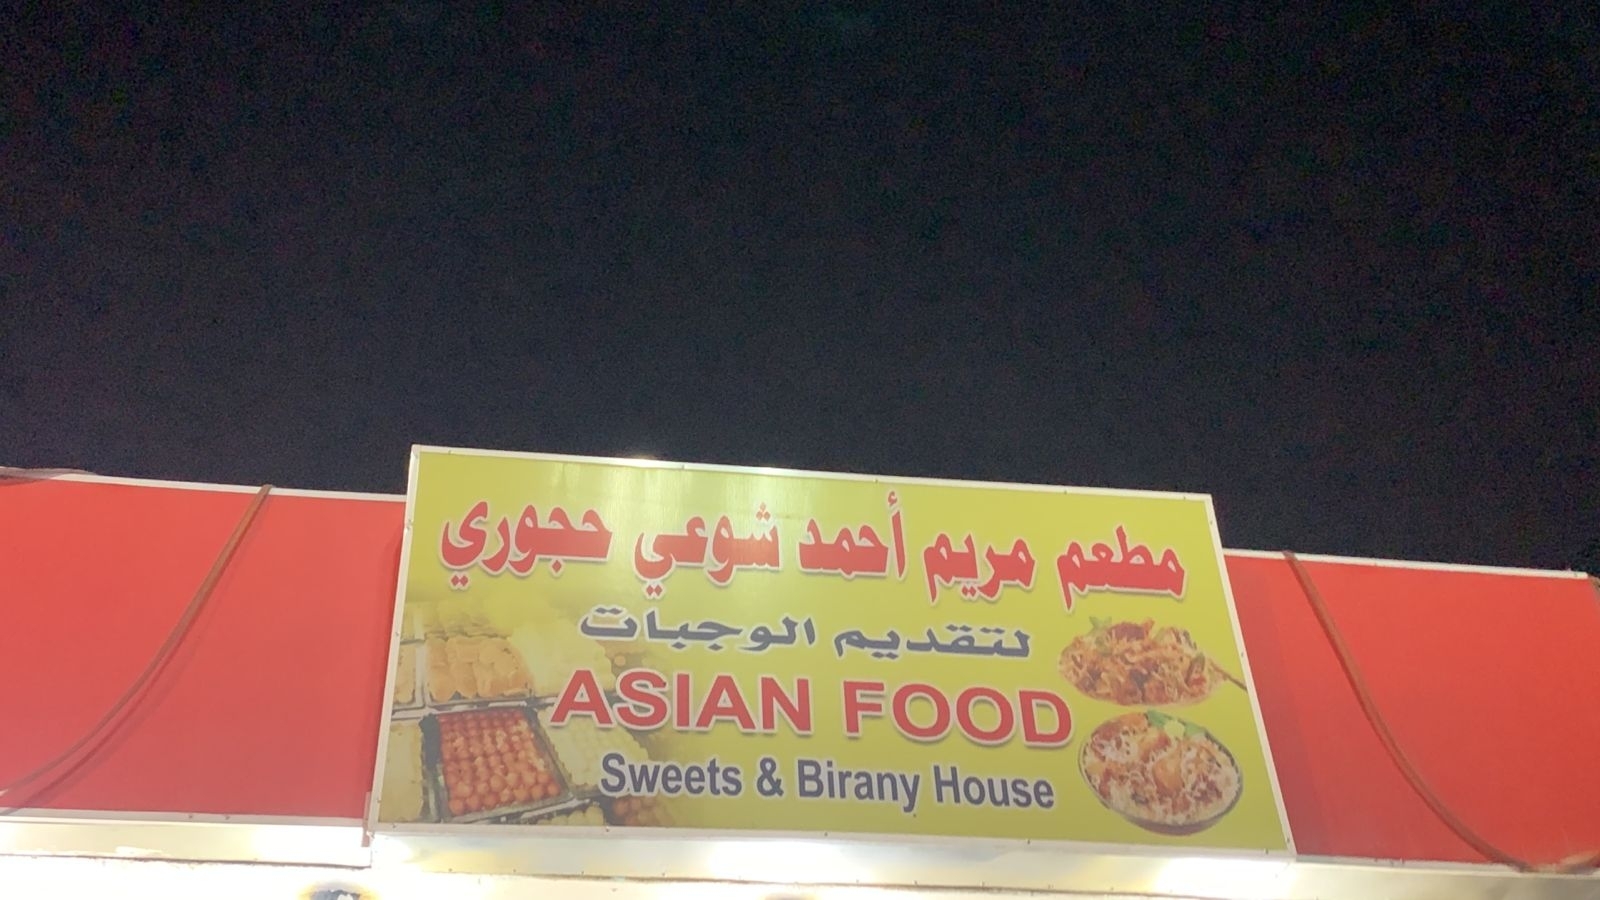 مطعم مريم أحمد شوعي حجوري
لتقديم الوجبات
ASIAN FOOD
Sweets & Birany House